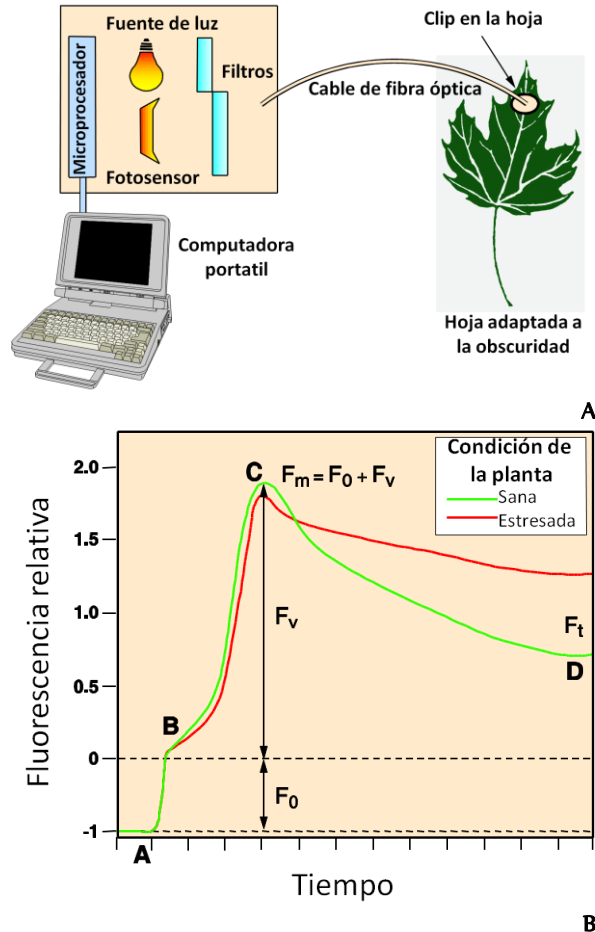 Fuente de luz
Clip en la hoja
Microprocesador
Filtros
Cable de fibra óptica
Fotosensor
Computadora
portatil
Hoja adaptada a
la obscuridad
A
Condición de
la planta
Sana
Estresada
2.0
C
Fm = F0 + Fv
1.5
Fluorescencia relativa
1.0
Fv
Ft
D
0.5
B
0
F0
-1
A
Tiempo
B